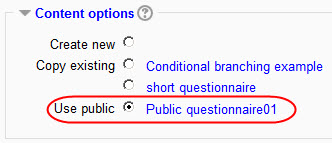 Content options
Create new
Copy existing Conditional branching example
short questionnaire
Use public Public questionnaire01